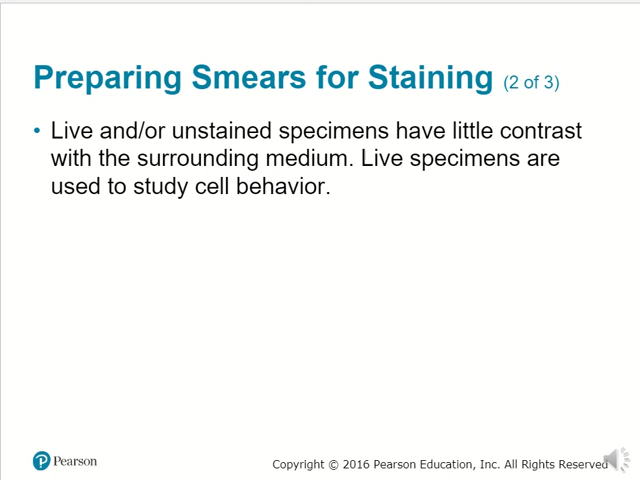 Preparing Smears for Staining (2 of 3)
• Live and/or unstained specimens have little contrast
with the surrounding medium. Live specimens are
used to study cell behavior.
Pearson
Copyright © 2016 Pearson Education, Inc. All Rights Reserved